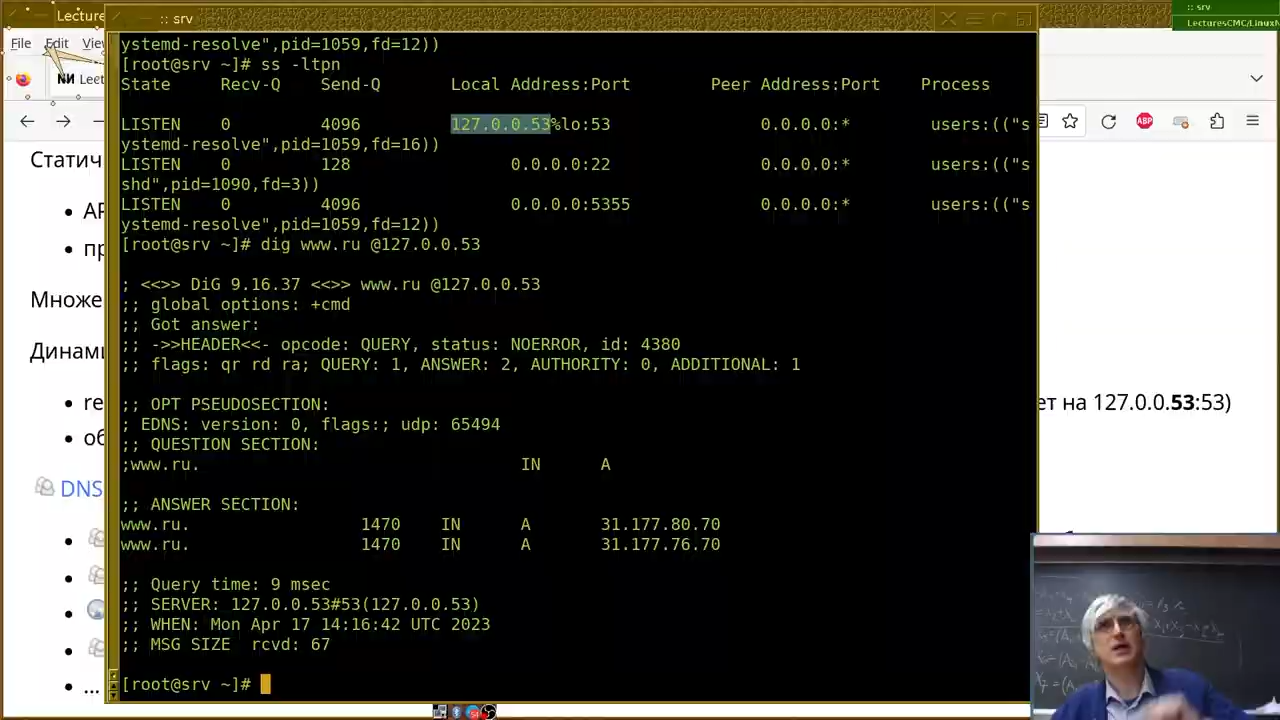 Lecture
:: srv
:: srv
LecturesCMC/LinuxN
File Edit View
Lect
ABP
ystemd-resolve",pid=1059,fd=12))
[root@srv ~]# ss -ltpn
State Recv-Q Send-Q Local Address:Port Peer Address:Port Process
LISTEN 0 4096 127.0.0.53%lo:53 0.0.0.0:* users:(("s
ystemd-resolve",pid=1059,fd=16))
LISTEN 0 128 0.0.0.0:22 0.0.0.0:* users:(("s
shd",pid=1090,fd=3))
LISTEN 0 4096 0.0.0.0:5355 0.0.0.0:* users:(("s
ystemd-resolve",pid=1059,fd=12))
[root@srv ~]# dig www.ru @127.0.0.53
; <<>> DiG 9.16.37 <<>> www.ru @127.0.0.53
;; global options: +cmd
;; Got answer:
;; ->>HEADER<<- opcode: QUERY, status: NOERROR, id: 4380
;; flags: qr rd ra; QUERY: 1, ANSWER: 2, AUTHORITY: 0, ADDITIONAL: 1
;; OPT PSEUDOSECTION:
; EDNS: version: 0, flags:; udp: 65494
;; QUESTION SECTION:
;www.ru. IN A
;; ANSWER SECTION:
www.ru. 1470 IN A 31.177.80.70
www.ru. 1470 IN A 31.177.76.70
;; Query time: 9 msec
;; SERVER: 127.0.0.53#53(127.0.0.53)
;; WHEN: Mon Apr 17 14:16:42 UTC 2023
;; MSG SIZE rcvd: 67
[root@srv ~]#
Статич
пр
Множе
Динами
re
ет на 127.0.0.53:53)
об
DNS
...